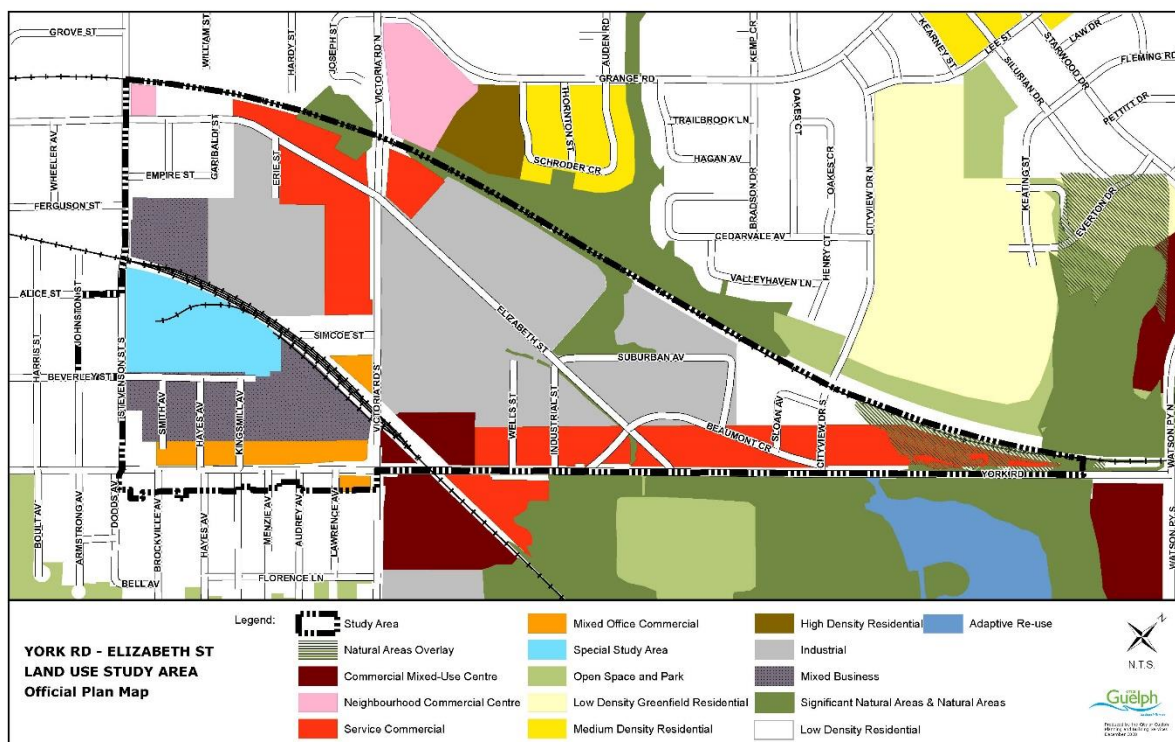 GROVE ST
WILLIAM ST
HARDY ST
JOSEPH ST
VICTORIA RD N
AUDEN RD
KEMP CR
KEARNEY ST
LEE ST
STARWOOD DR
LAW DR
FLEMING RD
SILURIAN DR
PETTITT DR
GRANGE RD
THORNTON ST
OAKES CT
TRAILBROOK LN
SCHRODER CR
HAGAN AV
OAKES CR
WHEELER AV
GARIBALDI ST
ERIE ST
EMPIRE ST
BRADSON DR
CITYVIEW DR N
KEATING ST
EVERTON DR
FERGUSON ST
CEDARVALE AV
HENRY CT
VALLEYHAVEN LN
ALICE ST
JOHNSTON ST
HARRIS ST
STEVENSON ST S
SIMCOE ST
ELIZABETH ST
SUBURBAN AV
BEVERLEY ST
VICTORIA RD S
SMITH AV
HAYES AV
KINGSMILL AV
WELLS ST
INDUSTRIAL ST
BEAUMONT CR
SLOAN AV
CITYVIEW DR S
WATSON PY N
YORK RD
BOULT AV
ARMSTRONG AV
DODDS AV
BROCKVILLE AV
HAYES AV
MENZIE AV
AUDREY AV
LAWRENCE AV
WATSON PY S
BELL AV
FLORENCE LN
YORK RD - ELIZABETH ST
LAND USE STUDY AREA
Official Plan Map
Legend:
Study Area
Natural Areas Overlay
Commercial Mixed-Use Centre
Neighbourhood Commercial Centre
Service Commercial
Mixed Office Commercial
Special Study Area
Open Space and Park
Low Density Greenfield Residential
Medium Density Residential
High Density Residential
Industrial
Mixed Business
Significant Natural Areas & Natural Areas
Low Density Residential
Adaptive Re-use
Z
N.T.S.
Guelph